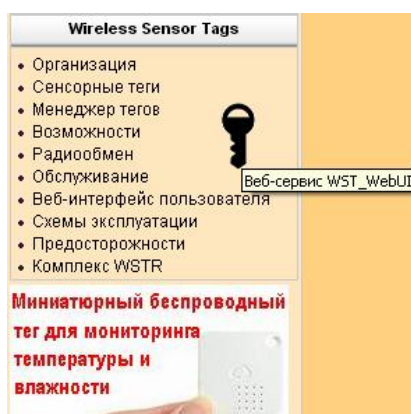 Wireless Sensor Tags
Организация
Сенсорные теги
Менеджер тегов
Возможности
Радиообмен
Обслуживание
Веб-сервис WST_WebUI
Веб-интерфейс пользователя
Схемы эксплуатации
Предосторожности
Комплекс WSTR
Миниатюрный беспроводный
тег для мониторинга
температуры и
влажности